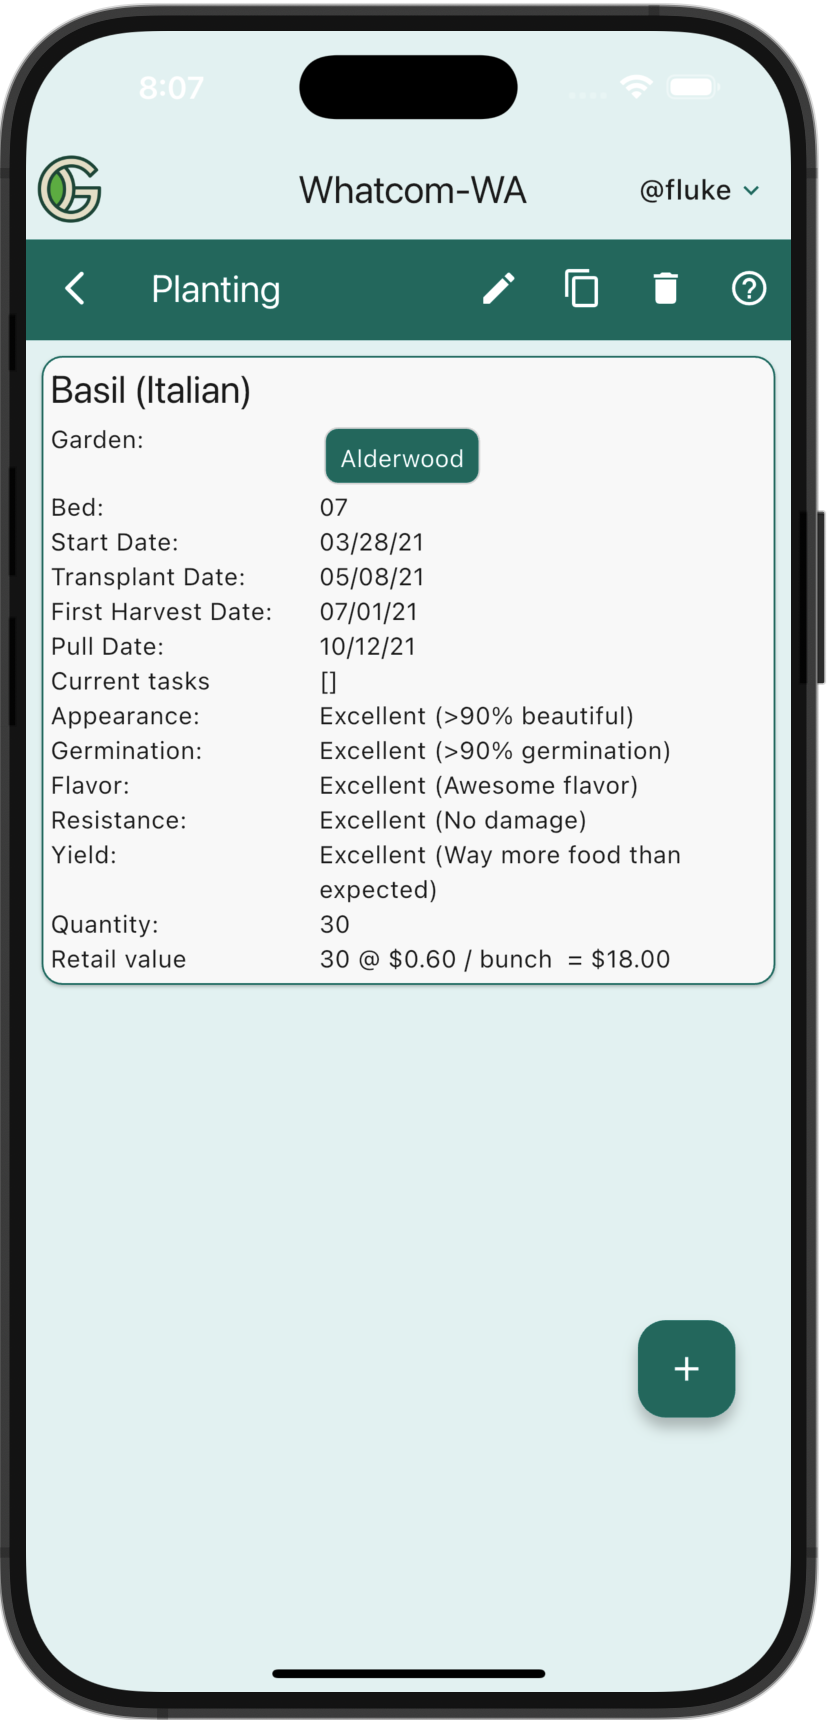 8:07
Whatcom-WA @fluke
Planting
Basil (Italian)
Garden: Alderwood
Bed: 07
Start Date: 03/28/21
Transplant Date: 05/08/21
First Harvest Date: 07/01/21
Pull Date: 10/12/21
Current tasks []
Appearance: Excellent (>90% beautiful)
Germination: Excellent (>90% germination)
Flavor: Excellent (Awesome flavor)
Resistance: Excellent (No damage)
Yield: Excellent (Way more food than
expected)
Quantity: 30
Retail value 30 @ $0.60 / bunch = $18.00